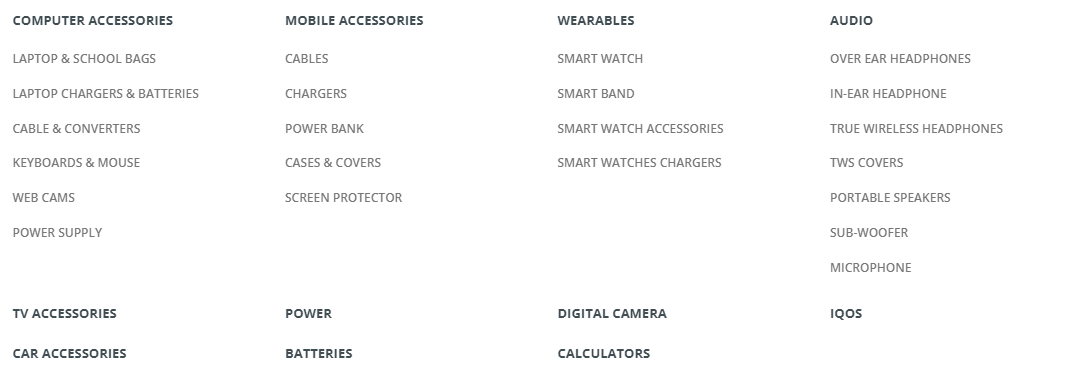 COMPUTER ACCESSORIES
LAPTOP & SCHOOL BAGS
LAPTOP CHARGERS & BATTERIES
CABLE & CONVERTERS
KEYBOARDS & MOUSE
WEB CAMS
POWER SUPPLY
MOBILE ACCESSORIES
CABLES
CHARGERS
POWER BANK
CASES & COVERS
SCREEN PROTECTOR
WEARABLES
SMART WATCH
SMART BAND
SMART WATCH ACCESSORIES
SMART WATCHES CHARGERS
AUDIO
OVER EAR HEADPHONES
IN-EAR HEADPHONE
TRUE WIRELESS HEADPHONES
TWS COVERS
PORTABLE SPEAKERS
SUB-WOOFER
MICROPHONE
TV ACCESSORIES
POWER
DIGITAL CAMERA
IQOS
CAR ACCESSORIES
BATTERIES
CALCULATORS